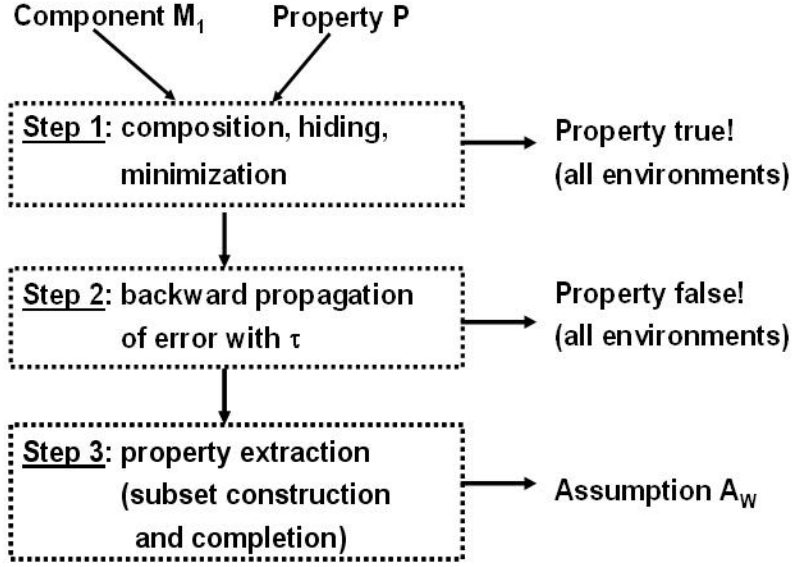 Component M₁
Property P
Step 1: composition, hiding,
minimization
Property true!
(all environments)
Step 2: backward propagation
of error with τ
Property false!
(all environments)
Step 3: property extraction
(subset construction
and completion)
Assumption A_W